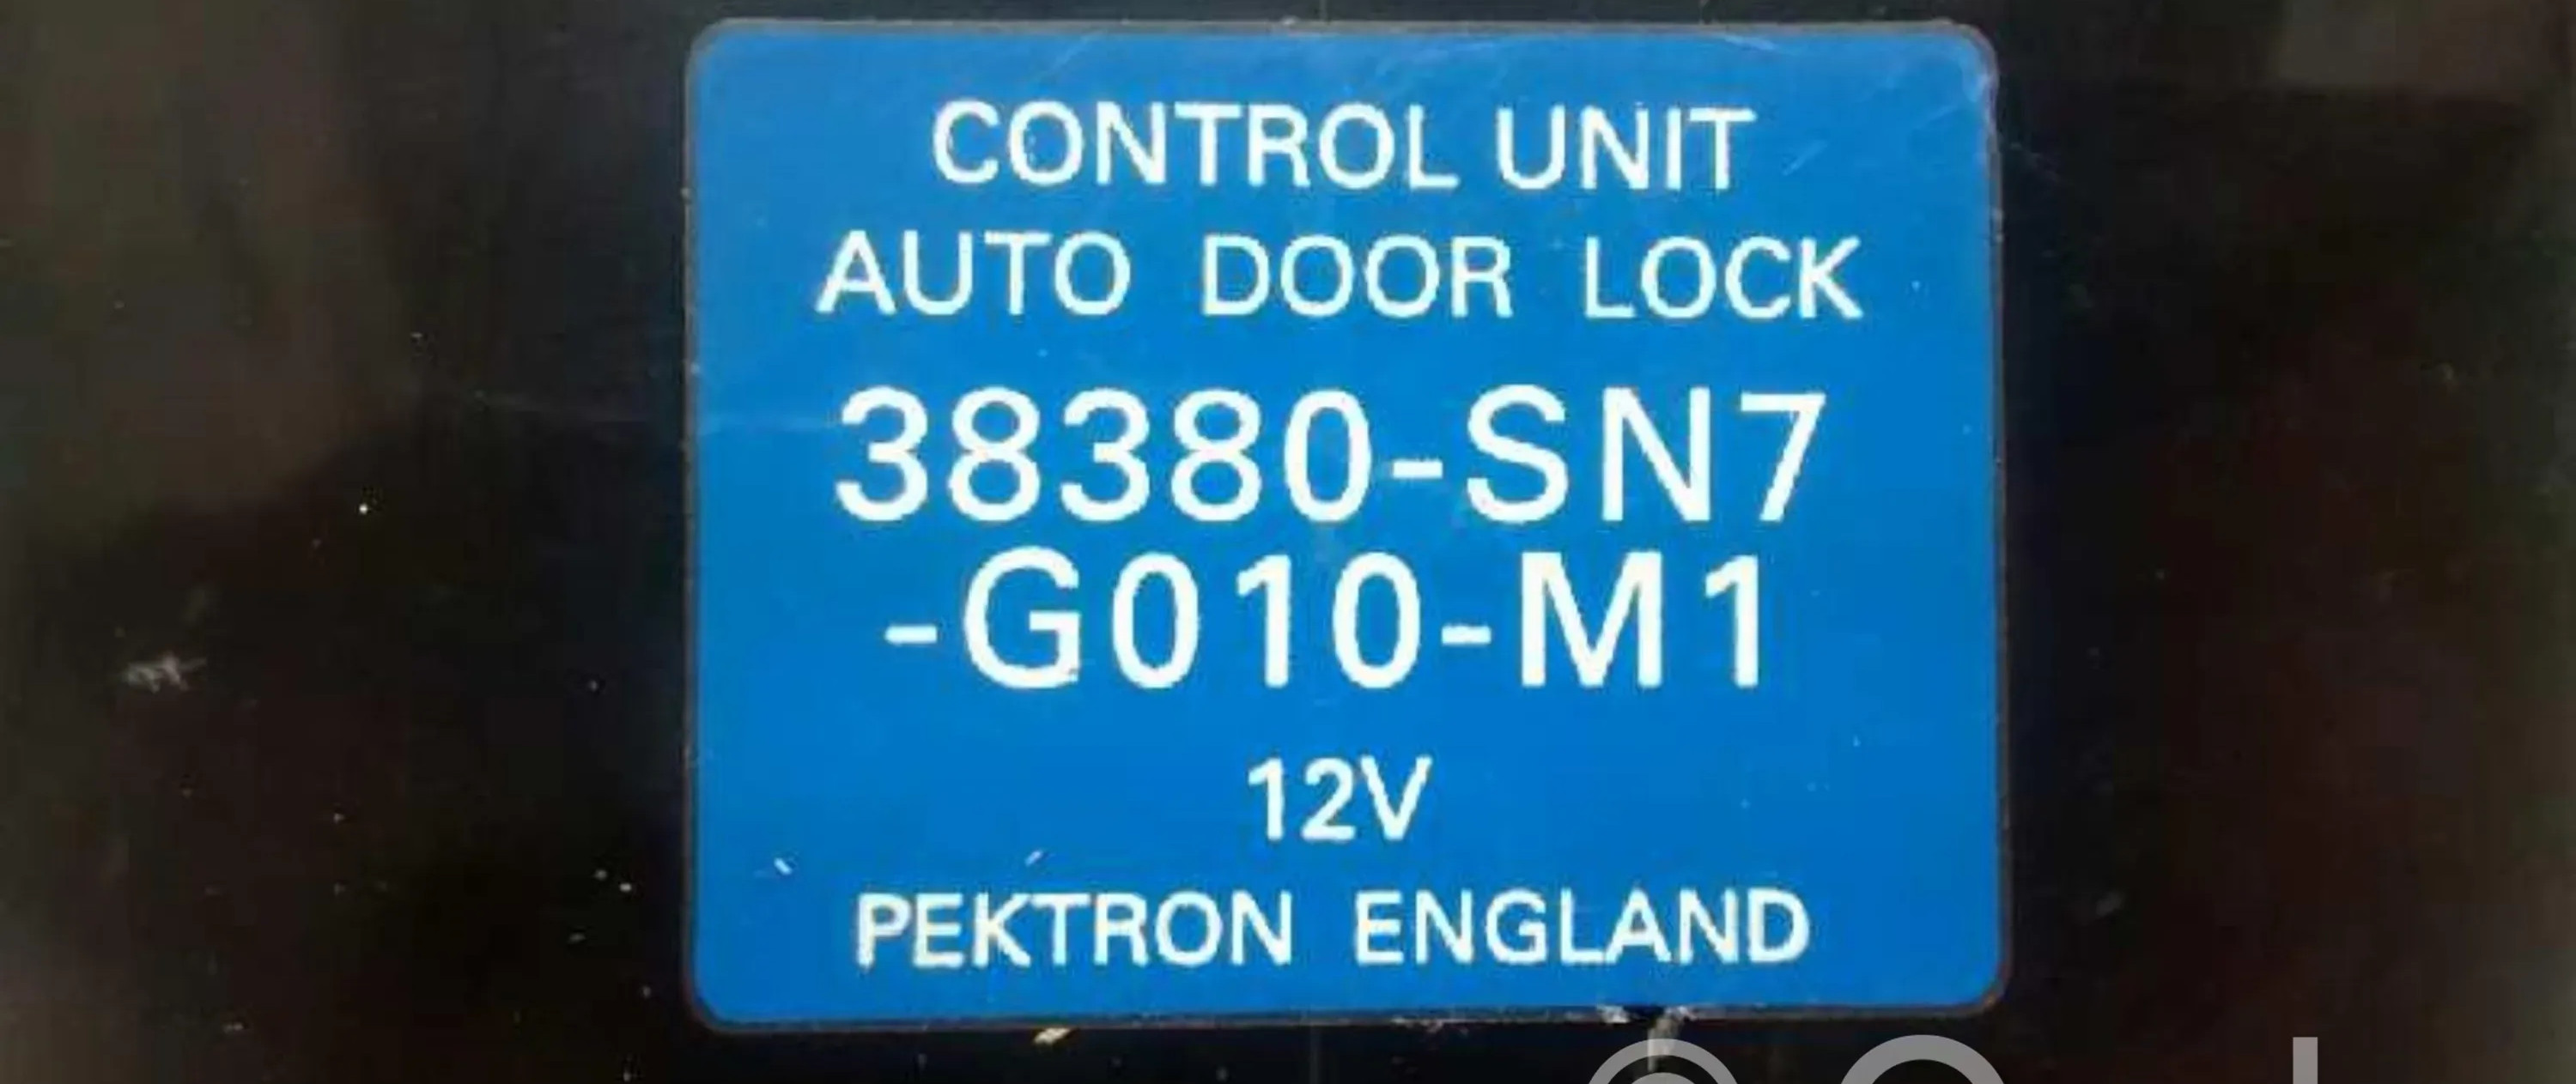 CONTROL UNIT
AUTO DOOR LOCK
38380-SN7
-G010-M1
12V
PEKTRON ENGLAND